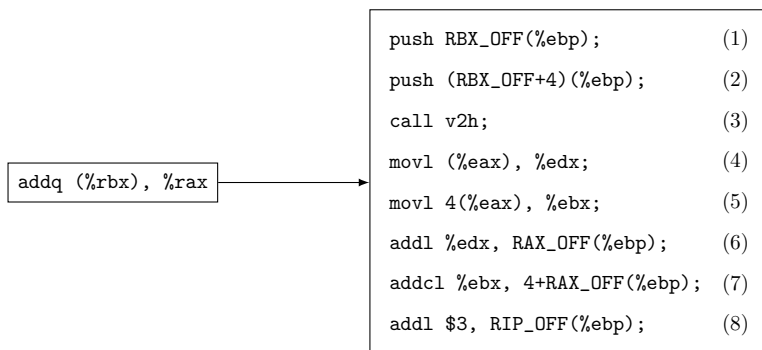 addq (%rbx), %rax
push RBX_OFF(%ebp); (1)
push (RBX_OFF+4)(%ebp); (2)
call v2h; (3)
movl (%eax), %edx; (4)
movl 4(%eax), %ebx; (5)
addl %edx, RAX_OFF(%ebp); (6)
addcl %ebx, 4+RAX_OFF(%ebp); (7)
addl $3, RIP_OFF(%ebp); (8)